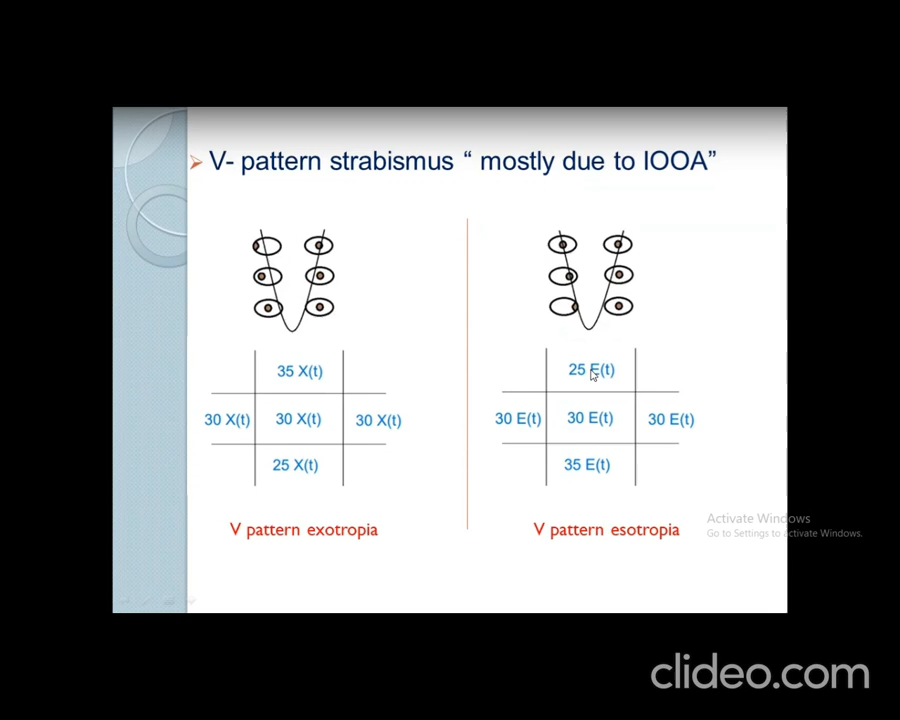 V- pattern strabismus “ mostly due to IOOA”
35 X(t)
30 X(t) 30 X(t) 30 X(t)
25 X(t)
V pattern exotropia
25 E(t)
30 E(t) 30 E(t) 30 E(t)
35 E(t)
V pattern esotropia
Activate Windows
Go to Settings to activate Windows.
clideo.com